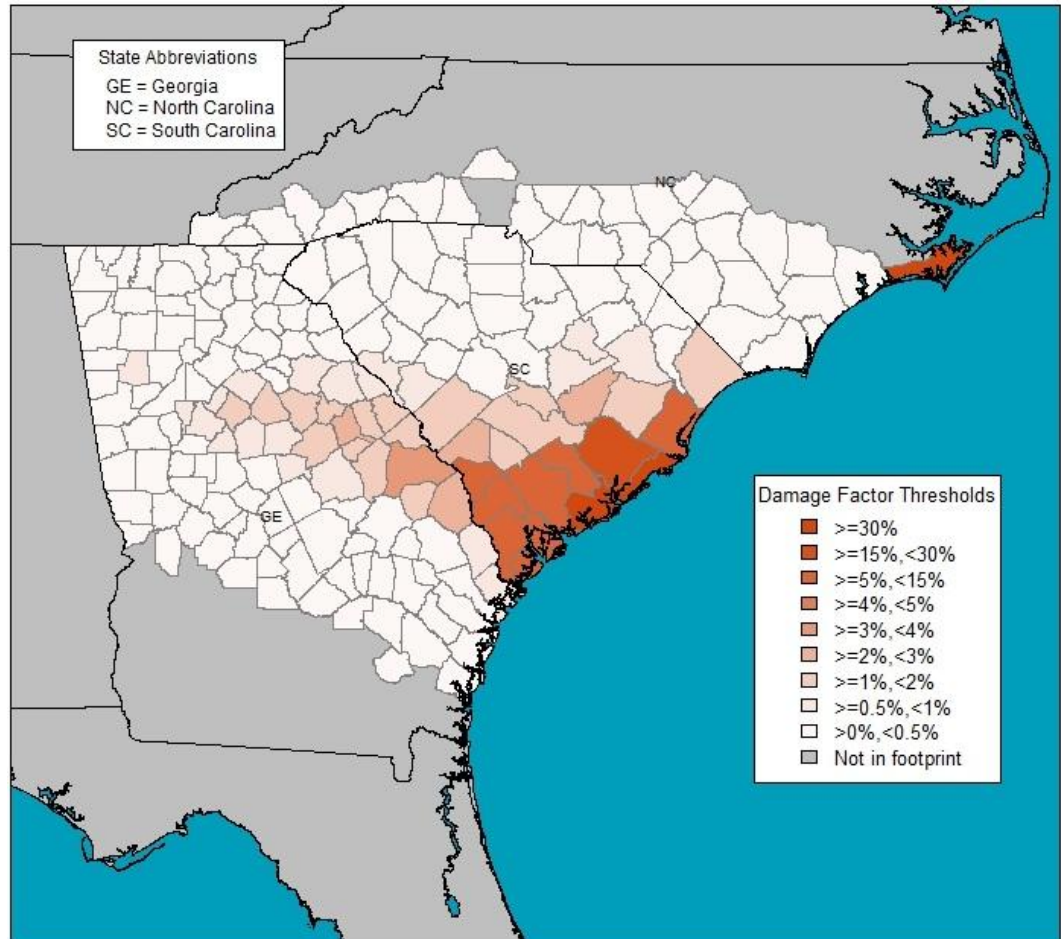 State Abbreviations
GE = Georgia
NC = North Carolina
SC = South Carolina
NC
SC
GE
Damage Factor Thresholds
>=30%
>=15%,<30%
>=5%,<15%
>=4%,<5%
>=3%,<4%
>=2%,<3%
>=1%,<2%
>=0.5%,<1%
>0%,<0.5%
Not in footprint